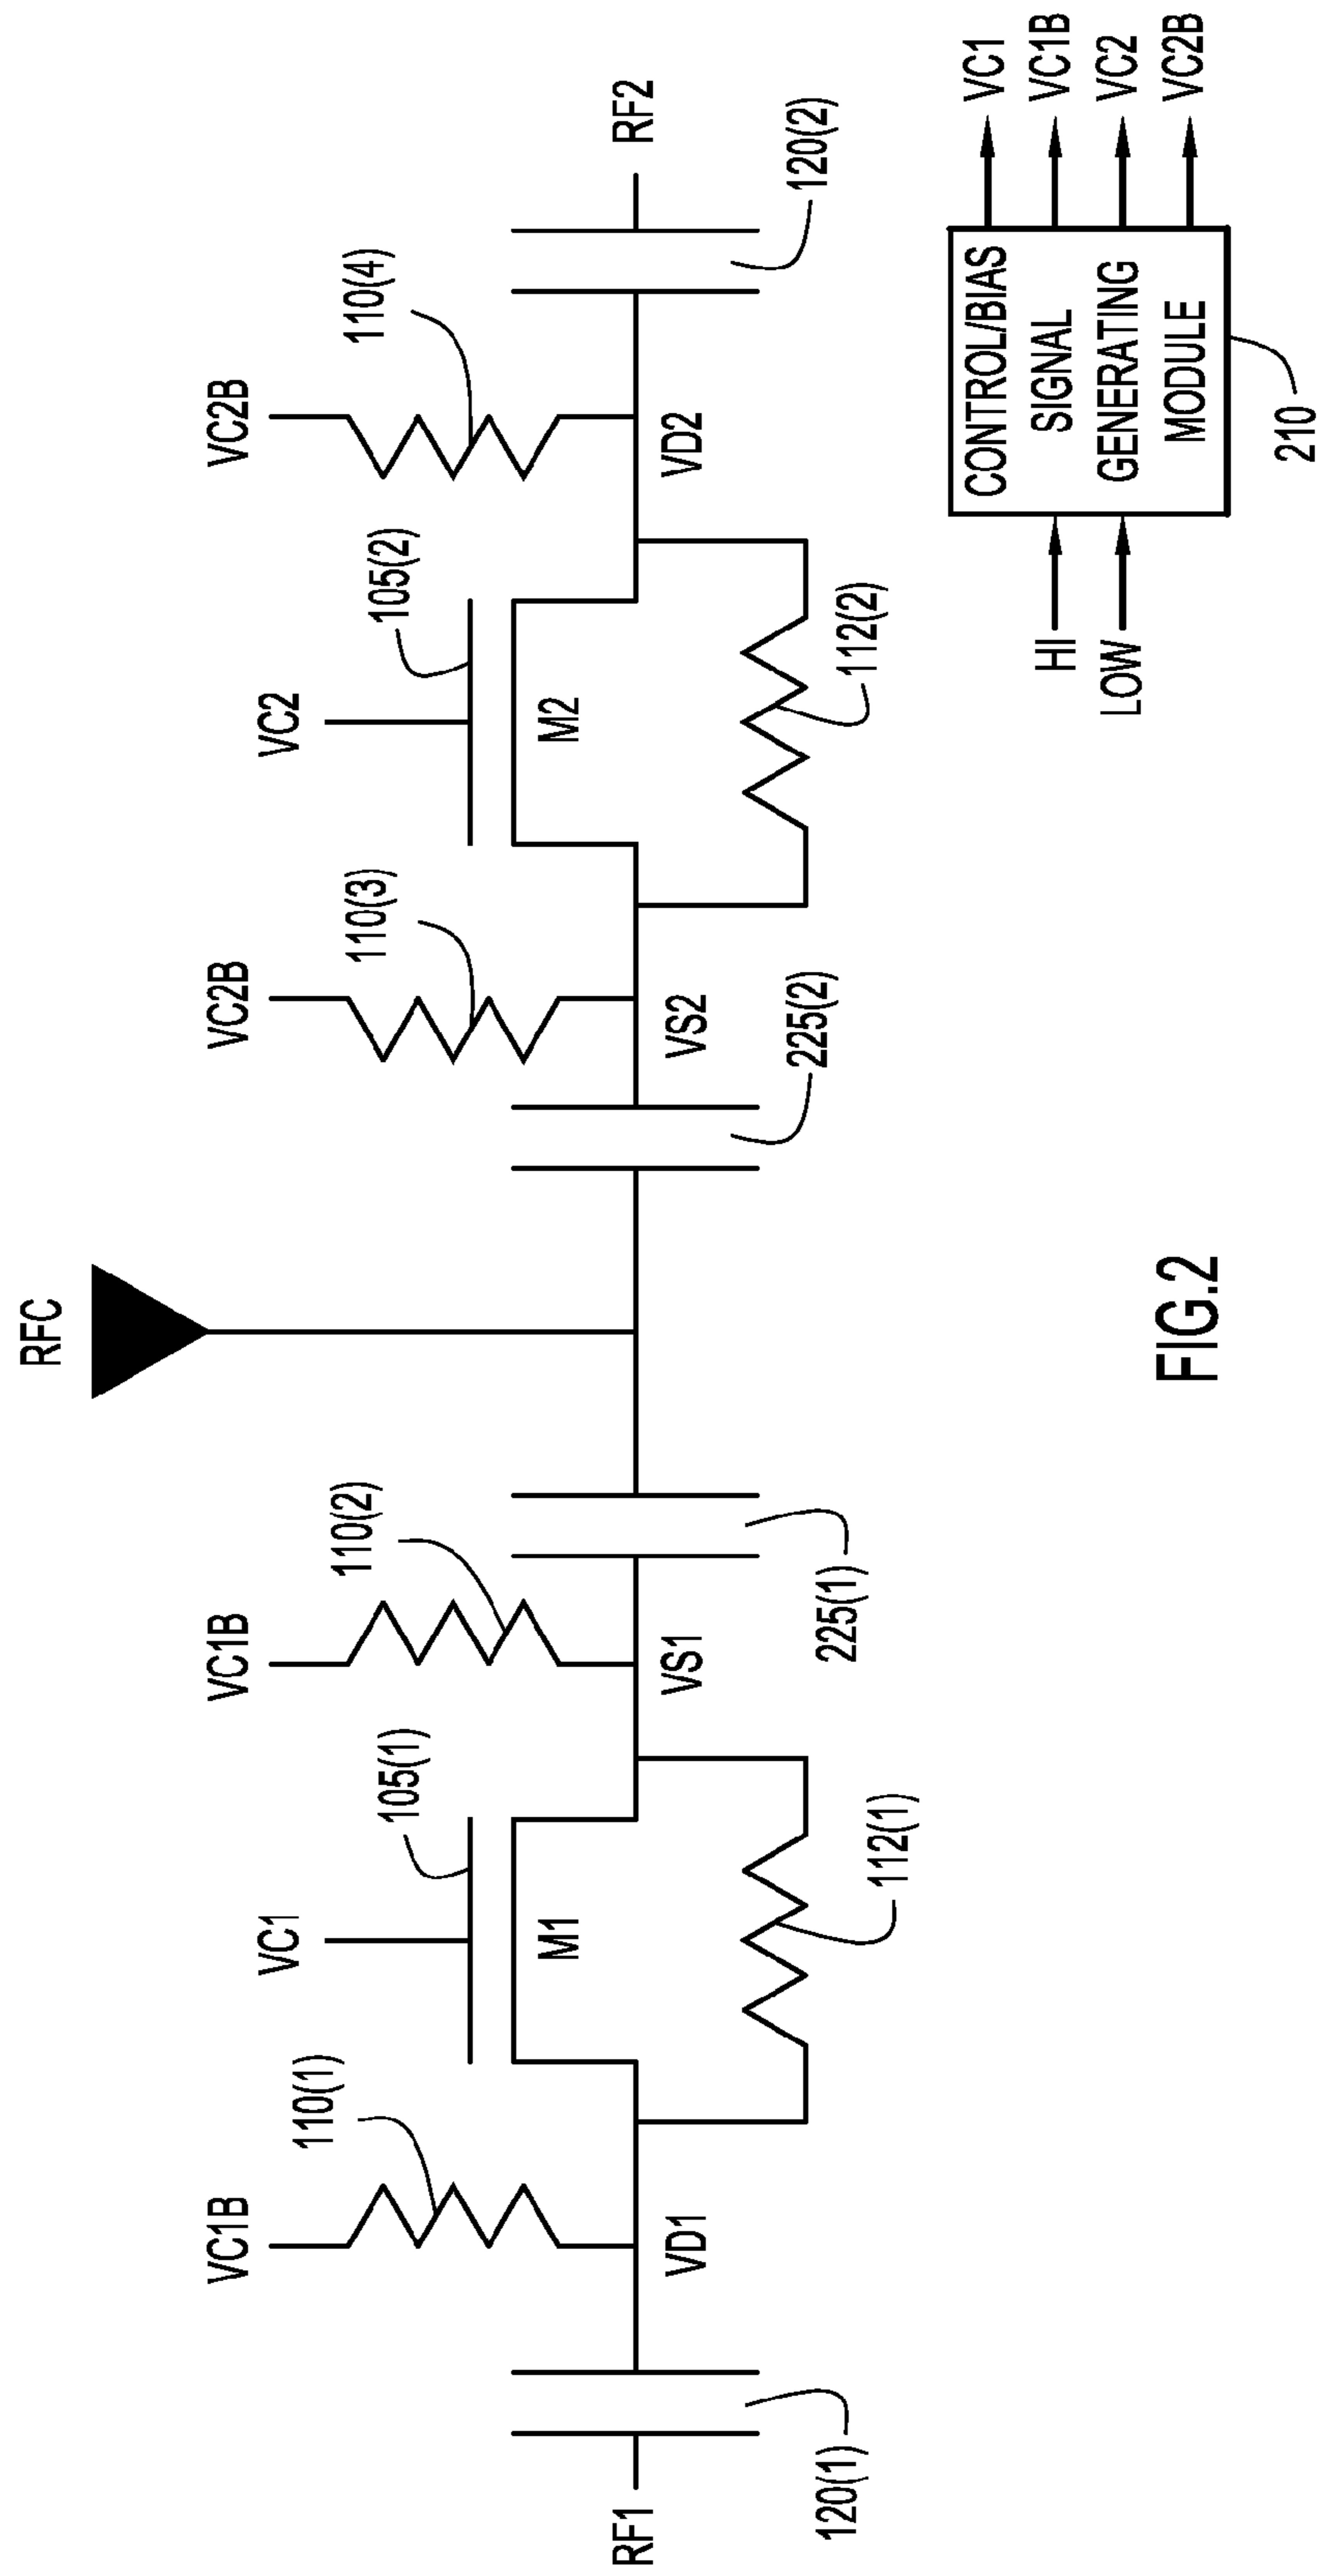 RFC
VC1B
110(1)
VC1
105(1)
VC1B
110(2)
VC2B
110(3)
VC2
105(2)
VC2B
110(4)
RF1
120(1)
VD1
M1
112(1)
VS1
225(1)
VS2
225(2)
M2
112(2)
VD2
120(2)
RF2
HI
LOW
CONTROL/BIAS
SIGNAL
GENERATING
MODULE
210
VC1
VC1B
VC2
VC2B
FIG.2